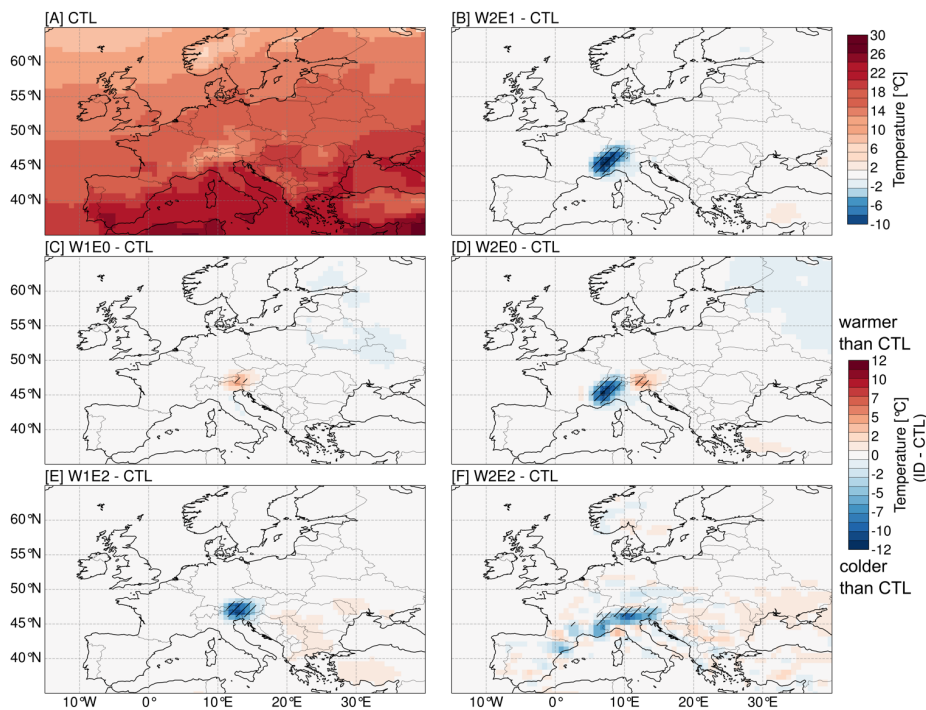 [A] CTL
[B] W2E1 - CTL
60°N
55°N
50°N
45°N
40°N
30
26
22
18
14
10
6
2
-2
-6
-10
Temperature [°C]
[C] W1E0 - CTL
[D] W2E0 - CTL
60°N
55°N
50°N
45°N
40°N
warmer
than CTL
12
10
7
5
2
0
-2
-5
-7
-10
-12
Temperature [°C]
(ID - CTL)
colder
than CTL
[E] W1E2 - CTL
[F] W2E2 - CTL
60°N
55°N
50°N
45°N
40°N
10°W
0°
10°E
20°E
30°E
10°W
0°
10°E
20°E
30°E